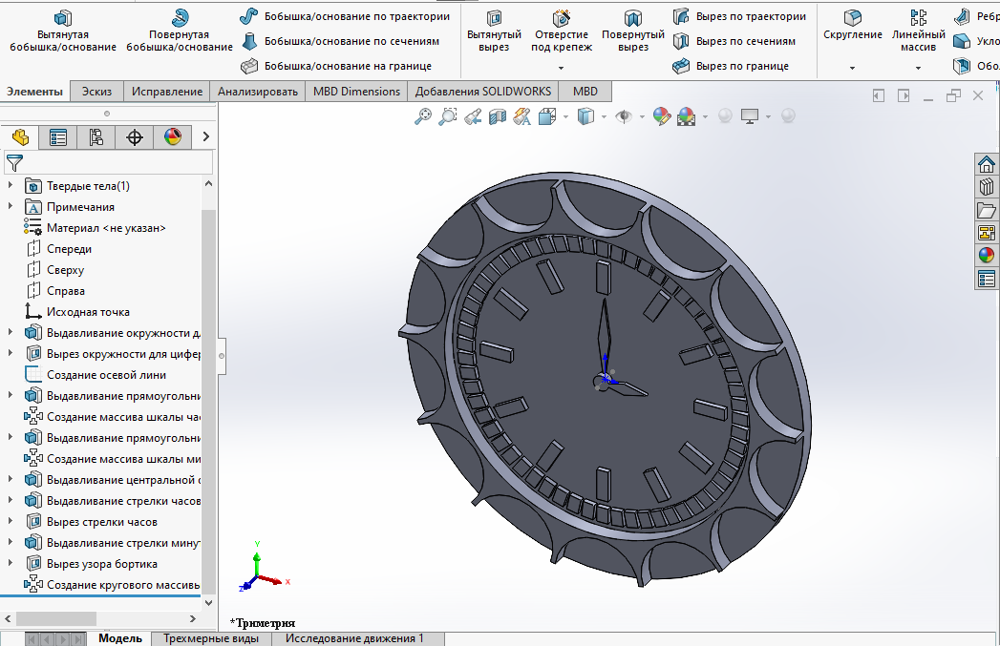 Вытянутая
бобышка/основание
Повернутая
бобышка/основание
Бобышка/основание по траектории
Бобышка/основание по сечениям
Бобышка/основание на границе
Вытянутый
вырез
Отверстие
под крепеж
Повернутый
вырез
Вырез по траектории
Вырез по сечениям
Вырез по границе
Скругление
Линейный
массив
Ребр
Укло
Обо
Элементы
Эскиз
Исправление
Анализировать
MBD Dimensions
Добавления SOLIDWORKS
MBD
Твердые тела(1)
Примечания
Материал <не указан>
Спереди
Сверху
Справа
Исходная точка
Выдавливание окружности д
Вырез окружности для цифер
Создание осевой лини
Выдавливание прямоугольни
Создание массива шкалы час
Выдавливание прямоугольни
Создание массива шкалы ми
Выдавливание центральной о
Выдавливание стрелки часов
Вырез стрелки часов
Выдавливание стрелки минут
Вырез узора бортика
Создание кругового массивы
Y
X
Z
*Триметрия
Модель
Трехмерные виды
Исследование движения 1